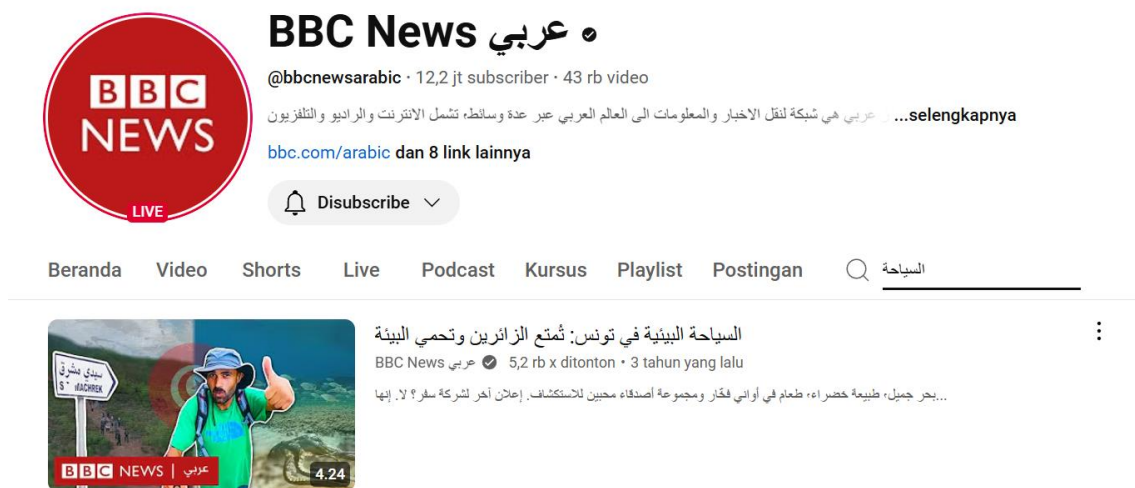 BBC NEWS
LIVE
BBC News عربي
@bbcnewsarabic · 12,2 jt subscriber · 43 rb video
عربي هي شبكة لنقل الاخبار والمعلومات الى العالم العربي عبر عدة وسائط، تشمل الانترنت والراديو والتلفزيون ...selengkapnya
bbc.com/arabic dan 8 link lainnya
Disubscribe
Beranda Video Shorts Live Podcast Kursus Playlist Postingan السياحة
السياحة البيئية في تونس: تُمتع الزائرين وتحمي البيئة
BBC News عربي 5,2 rb x ditonton • 3 tahun yang lalu
بحر جميل، طبيعة خضراء، طعام في أواني فخّار ومجموعة أصدقاء محبين للاستكشاف. إعلان آخر لشركة سفر؟ لا. إنها...
سيدي مشرق
MACHREK
BBC NEWS | عربي
4.24